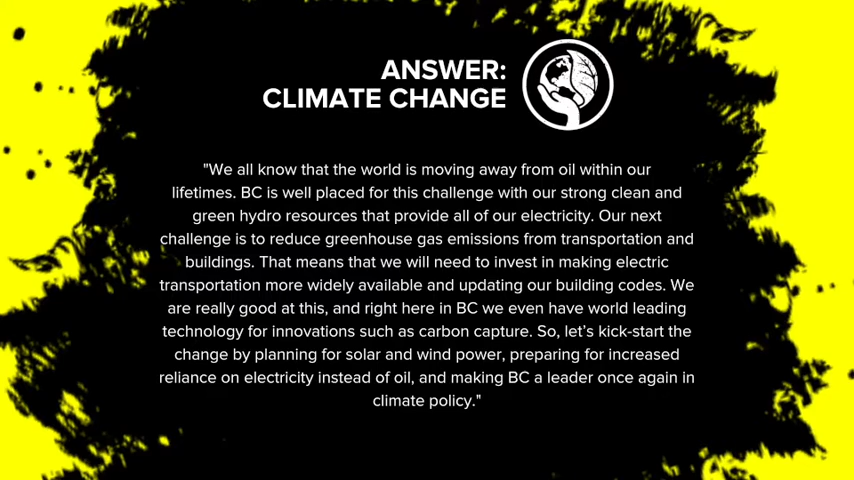 ANSWER:
CLIMATE CHANGE
"We all know that the world is moving away from oil within our
lifetimes. BC is well placed for this challenge with our strong clean and
green hydro resources that provide all of our electricity. Our next
challenge is to reduce greenhouse gas emissions from transportation and
buildings. That means that we will need to invest in making electric
transportation more widely available and updating our building codes. We
are really good at this, and right here in BC we even have world leading
technology for innovations such as carbon capture. So, let's kick-start the
change by planning for solar and wind power, preparing for increased
reliance on electricity instead of oil, and making BC a leader once again in
climate policy."